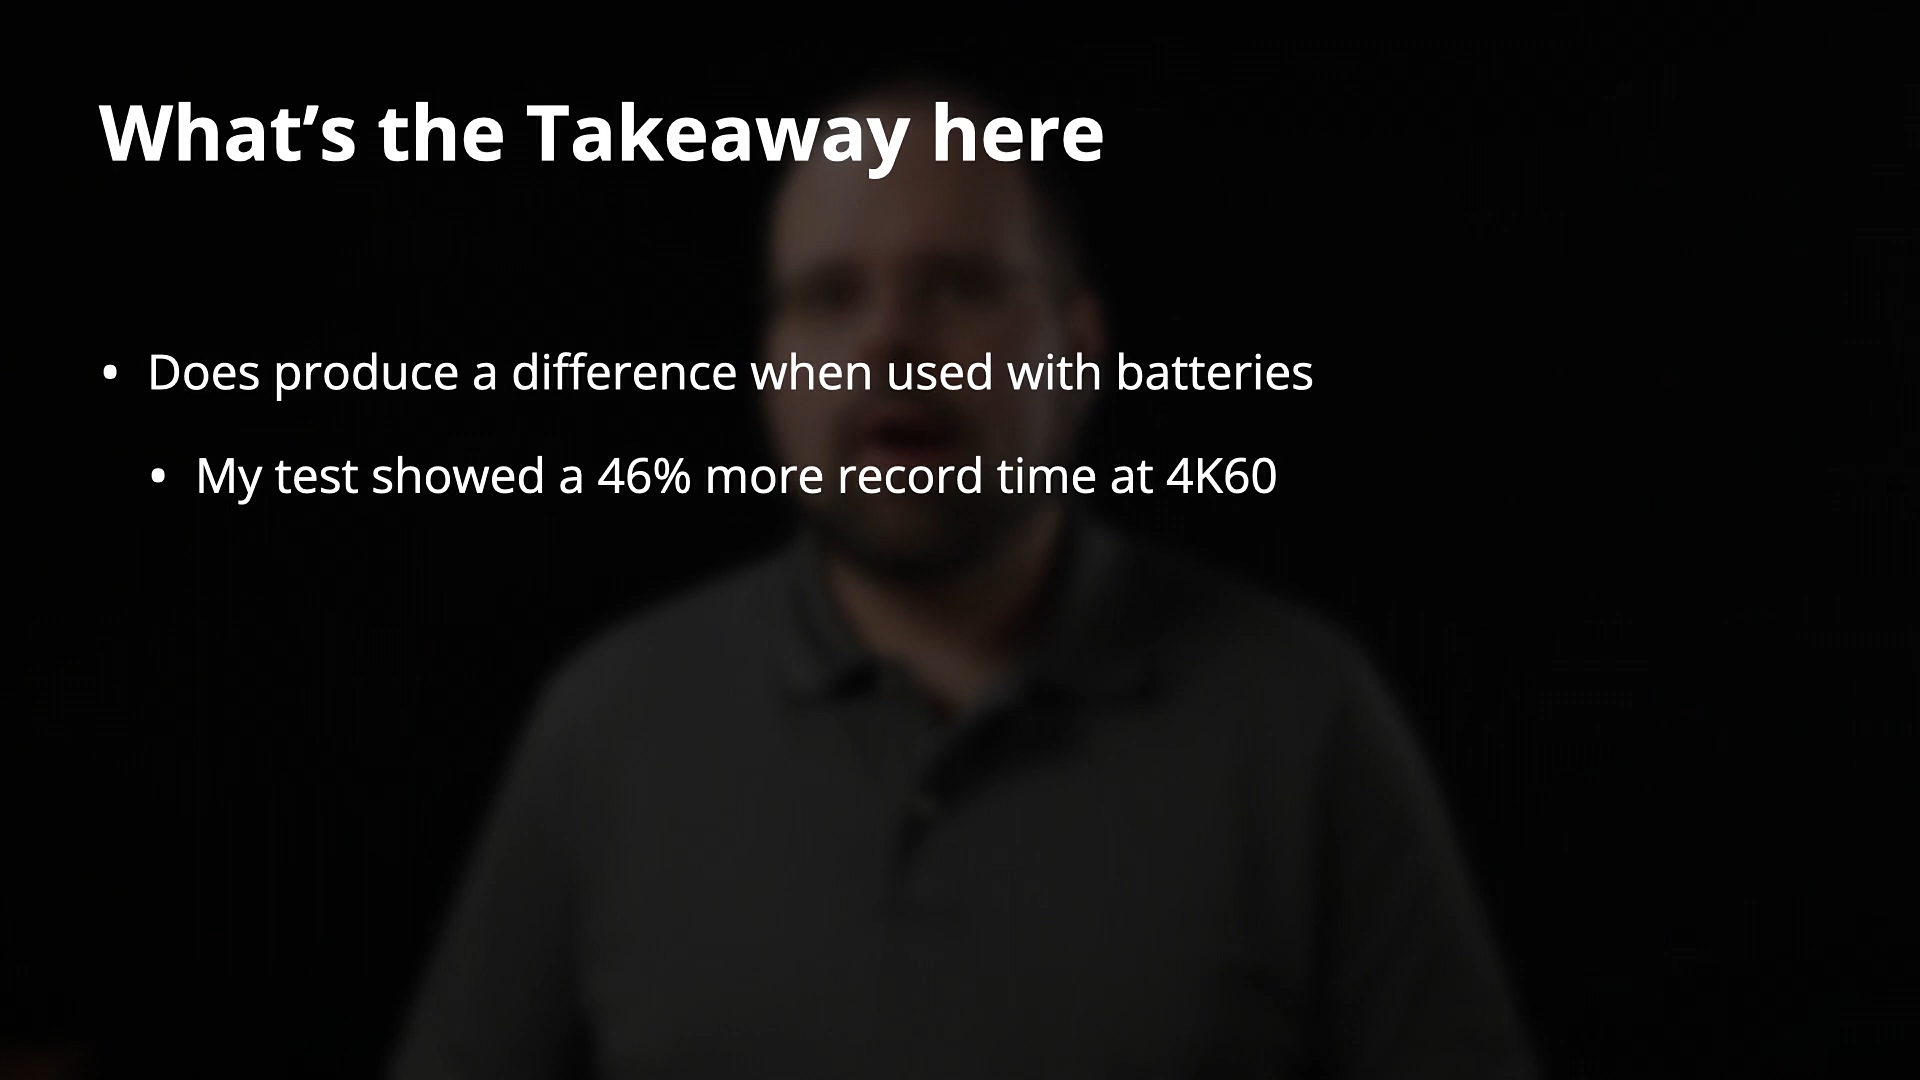 What’s the Takeaway here
• Does produce a difference when used with batteries
• My test showed a 46% more record time at 4K60